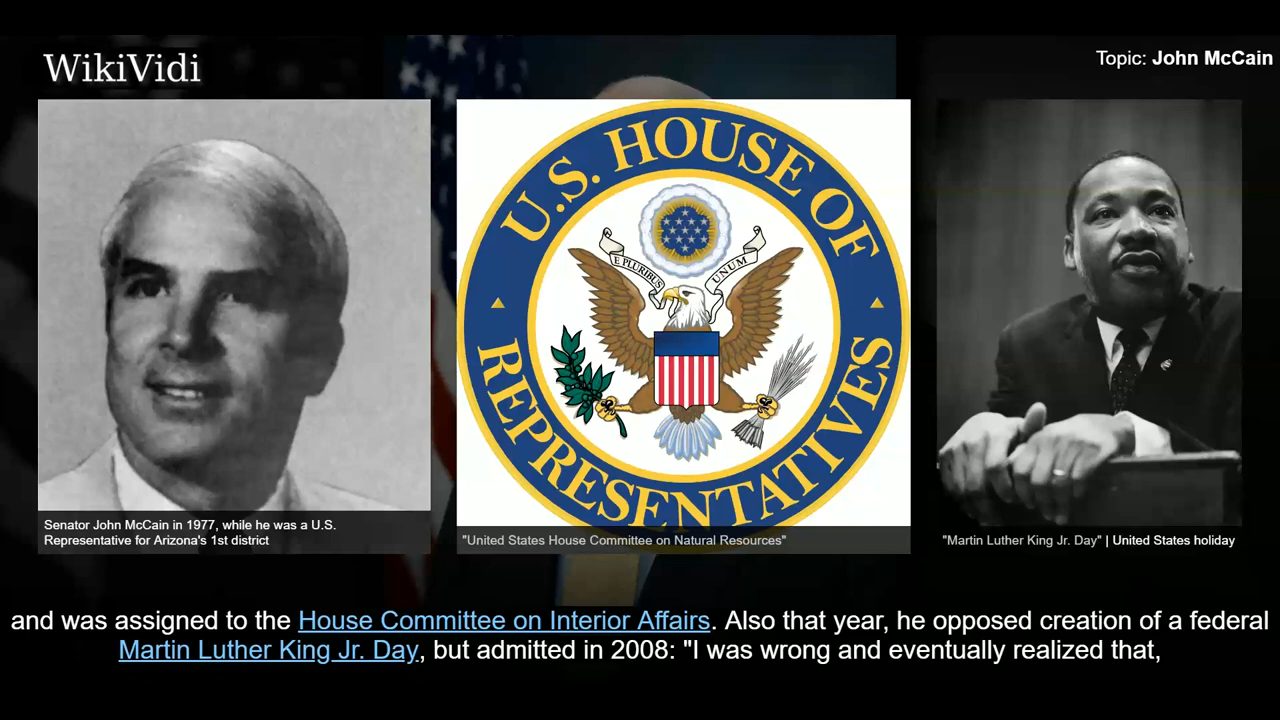 WikiVidi
Topic: John McCain
U.S. HOUSE OF
REPRESENTATIVES
E PLURIBUS
UNUM
Senator John McCain in 1977, while he was a U.S.
Representative for Arizona's 1st district
"United States House Committee on Natural Resources"
"Martin Luther King Jr. Day" | United States holiday
and was assigned to the House Committee on Interior Affairs. Also that year, he opposed creation of a federal
Martin Luther King Jr. Day, but admitted in 2008: "I was wrong and eventually realized that,